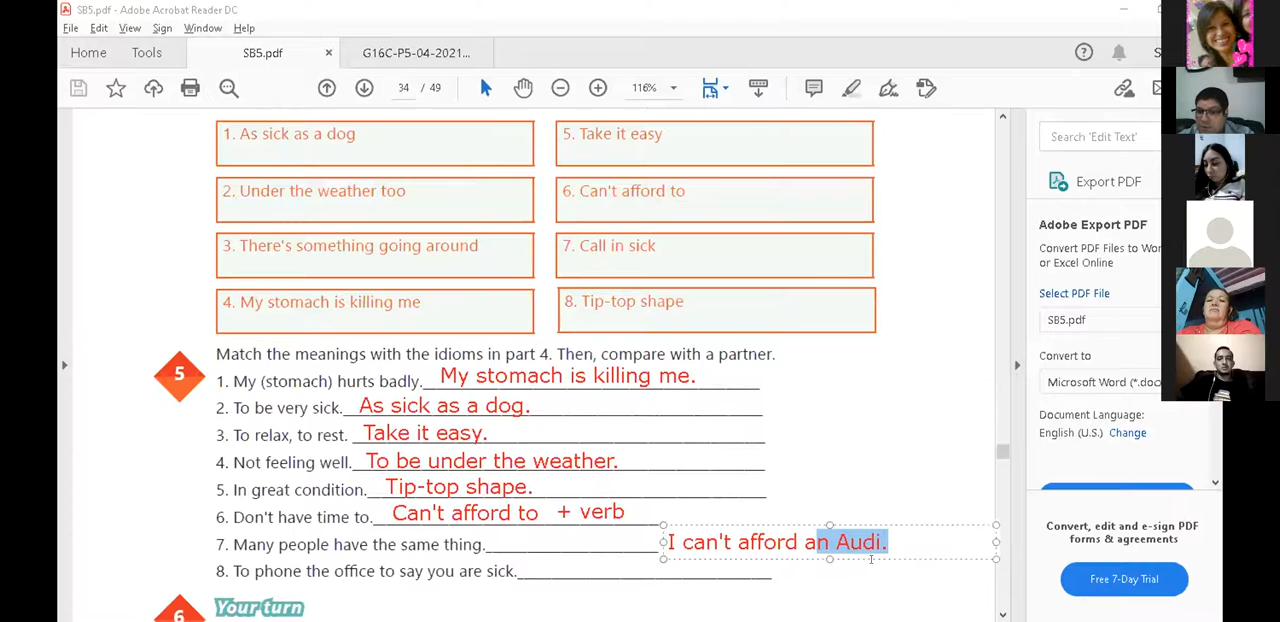 SB5.pdf - Adobe Acrobat Reader DC
File Edit View Sign Window Help
Home Tools SB5.pdf × G16C-P5-04-2021...
34 / 49 116%
1. As sick as a dog
5. Take it easy
2. Under the weather too
6. Can't afford to
3. There's something going around
7. Call in sick
4. My stomach is killing me
8. Tip-top shape
5
Match the meanings with the idioms in part 4. Then, compare with a partner.
1. My (stomach) hurts badly. My stomach is killing me.
2. To be very sick. As sick as a dog.
3. To relax, to rest. Take it easy.
4. Not feeling well. To be under the weather.
5. In great condition. Tip-top shape.
6. Don't have time to. Can't afford to + verb
7. Many people have the same thing. I can't afford an Audi.
8. To phone the office to say you are sick.
6
Your turn
Search 'Edit Text'
Export PDF
Adobe Export PDF
Convert PDF Files to Wor
or Excel Online
Select PDF File
SB5.pdf
Convert to
Microsoft Word (*.doc
Document Language:
English (U.S.) Change
Convert, edit and e-sign PDF
forms & agreements
Free 7-Day Trial